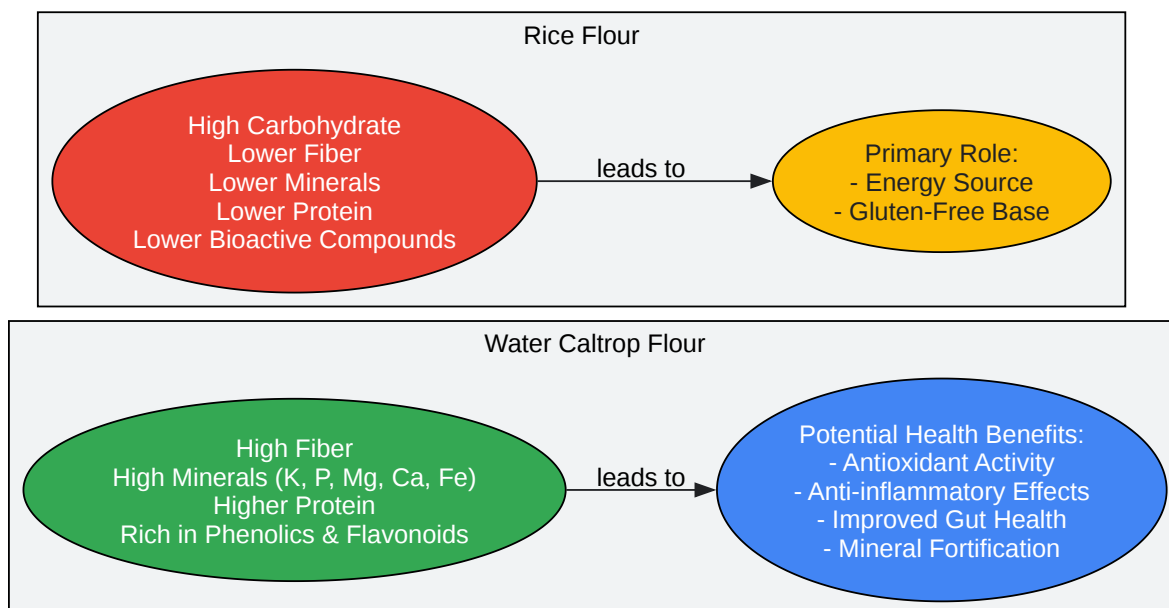 Rice Flour
High Carbohydrate
Lower Fiber
Lower Minerals
Lower Protein
Lower Bioactive Compounds
leads to
Primary Role:
- Energy Source
- Gluten-Free Base
Water Caltrop Flour
High Fiber
High Minerals (K, P, Mg, Ca, Fe)
Higher Protein
Rich in Phenolics & Flavonoids
leads to
Potential Health Benefits:
- Antioxidant Activity
- Anti-inflammatory Effects
- Improved Gut Health
- Mineral Fortification